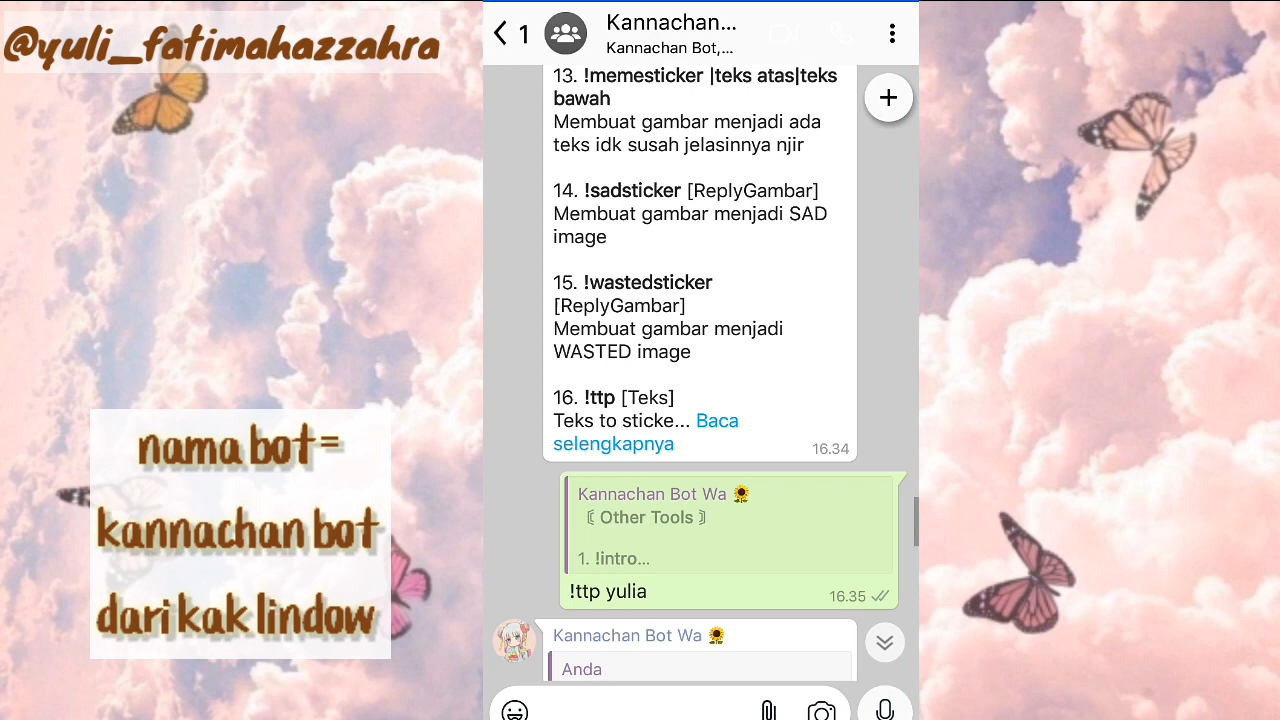 @yuli_fatimahazzahra
nama bot=
kannachan bot
dari kak lindow
1
Kannachan...
Kannachan Bot,...
13. !memesticker |teks atas|teks
bawah
Membuat gambar menjadi ada
teks idk susah jelasinnya njir
14. !sadsticker [ReplyGambar]
Membuat gambar menjadi SAD
image
15. !wastedsticker
[ReplyGambar]
Membuat gambar menjadi
WASTED image
16. !ttp [Teks]
Teks to sticke... Baca
selengkapnya
16.34
Kannachan Bot Wa 🌻
〘 Other Tools 〙
1. !intro...
!ttp yulia
16.35
Kannachan Bot Wa 🌻
Anda